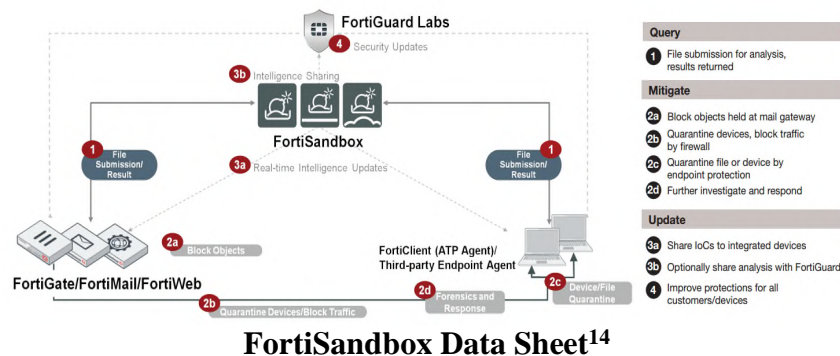 FortiGuard Labs
4 Security Updates
3b Intelligence Sharing
FortiSandbox
1
File
Submission/
Result
1
File
Submission/
Result
3a Real-time Intelligence Updates
2a
Block Objects
FortiGate/FortiMail/FortiWeb
FortiClient (ATP Agent)/
Third-party Endpoint Agent
2b
Quarantine Devices/Block Traffic
2d
Forensics and
Response
2c
Device/File
Quarantine
Query
1 File submission for analysis,
results returned
Mitigate
2a Block objects held at mail gateway
2b Quarantine devices, block traffic
by firewall
2c Quarantine file or device by
endpoint protection
2d Further investigate and respond
Update
3a Share IoCs to integrated devices
3b Optionally share analysis with FortiGuard
4 Improve protections for all
customers/devices
FortiSandbox Data Sheet14